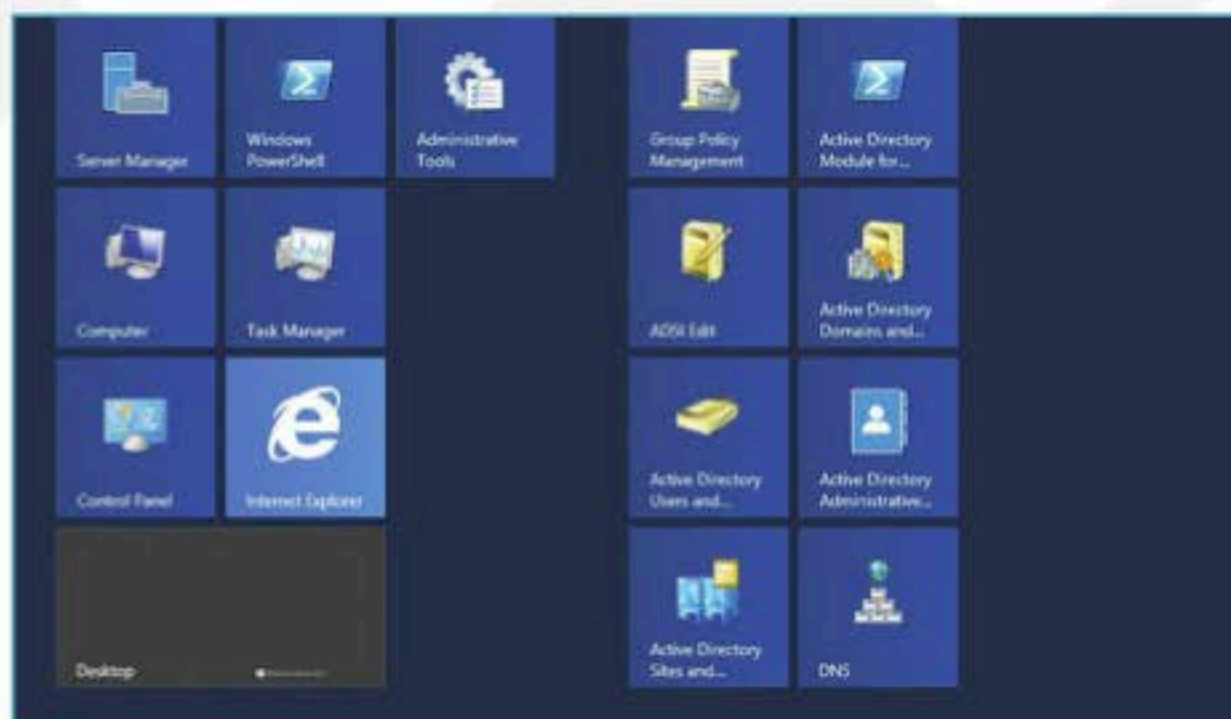 Server Manager
Windows
PowerShell
Administrative
Tools
Computer
Task Manager
Control Panel
Internet Explorer
Desktop
Group Policy
Management
Active Directory
Module for...
ADSI Edit
Active Directory
Domains and...
Active Directory
Users and...
Active Directory
Administrative...
Active Directory
Sites and...
DNS